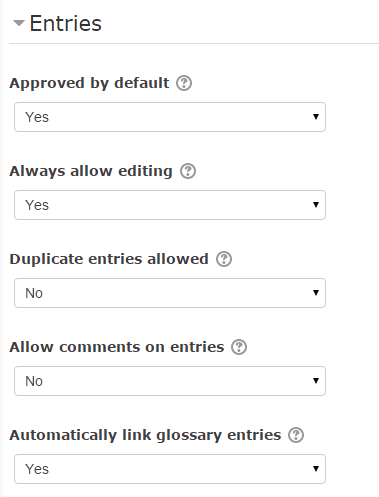 Entries
Approved by default
Yes
Always allow editing
Yes
Duplicate entries allowed
No
Allow comments on entries
No
Automatically link glossary entries
Yes